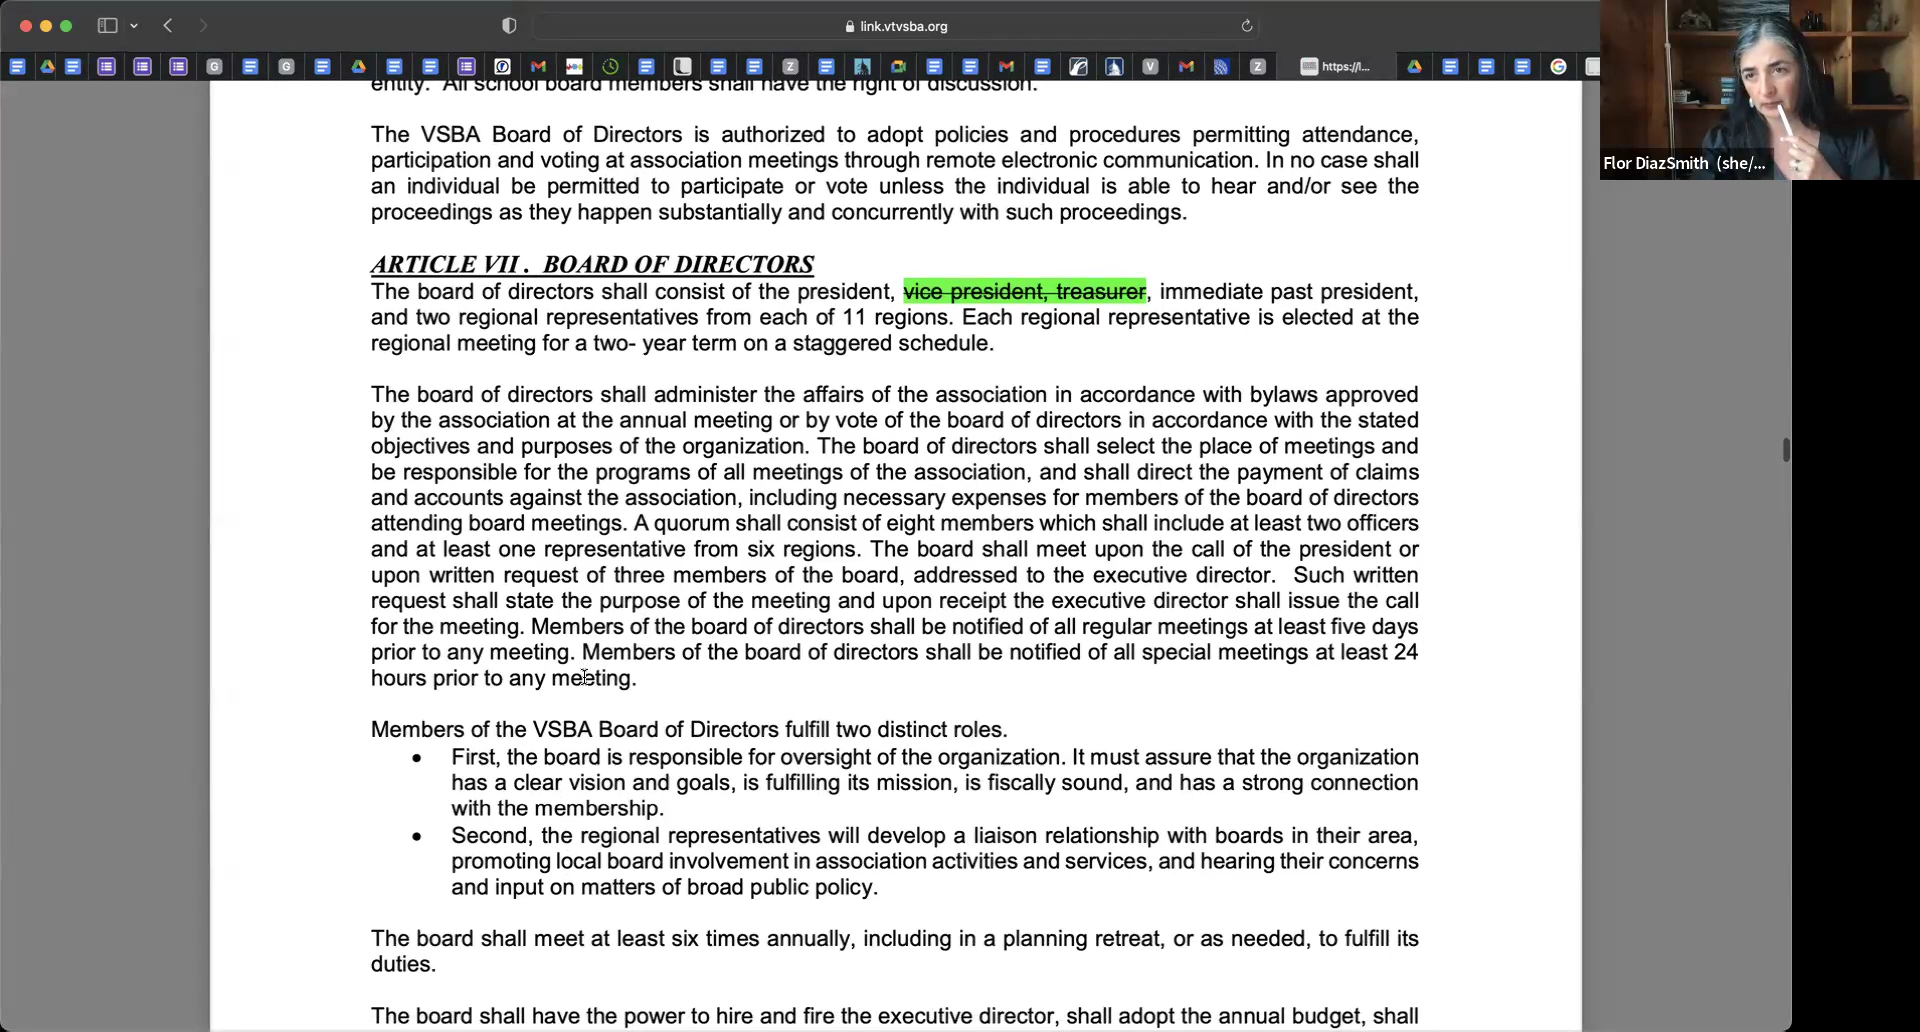 link.vtvsba.org
https://l...
Flor DiazSmith (she/...
entity. All school board members shall have the right of discussion.
The VSBA Board of Directors is authorized to adopt policies and procedures permitting attendance,
participation and voting at association meetings through remote electronic communication. In no case shall
an individual be permitted to participate or vote unless the individual is able to hear and/or see the
proceedings as they happen substantially and concurrently with such proceedings.
ARTICLE VII. BOARD OF DIRECTORS
The board of directors shall consist of the president, vice president, treasurer, immediate past president,
and two regional representatives from each of 11 regions. Each regional representative is elected at the
regional meeting for a two- year term on a staggered schedule.
The board of directors shall administer the affairs of the association in accordance with bylaws approved
by the association at the annual meeting or by vote of the board of directors in accordance with the stated
objectives and purposes of the organization. The board of directors shall select the place of meetings and
be responsible for the programs of all meetings of the association, and shall direct the payment of claims
and accounts against the association, including necessary expenses for members of the board of directors
attending board meetings. A quorum shall consist of eight members which shall include at least two officers
and at least one representative from six regions. The board shall meet upon the call of the president or
upon written request of three members of the board, addressed to the executive director. Such written
request shall state the purpose of the meeting and upon receipt the executive director shall issue the call
for the meeting. Members of the board of directors shall be notified of all regular meetings at least five days
prior to any meeting. Members of the board of directors shall be notified of all special meetings at least 24
hours prior to any meeting.
Members of the VSBA Board of Directors fulfill two distinct roles.
• First, the board is responsible for oversight of the organization. It must assure that the organization
has a clear vision and goals, is fulfilling its mission, is fiscally sound, and has a strong connection
with the membership.
• Second, the regional representatives will develop a liaison relationship with boards in their area,
promoting local board involvement in association activities and services, and hearing their concerns
and input on matters of broad public policy.
The board shall meet at least six times annually, including in a planning retreat, or as needed, to fulfill its
duties.
The board shall have the power to hire and fire the executive director, shall adopt the annual budget, shall